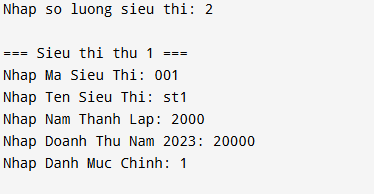 Nhap so luong sieu thi: 2
=== Sieu thi thu 1 ===
Nhap Ma Sieu Thi: 001
Nhap Ten Sieu Thi: st1
Nhap Nam Thanh Lap: 2000
Nhap Doanh Thu Nam 2023: 20000
Nhap Danh Muc Chinh: 1